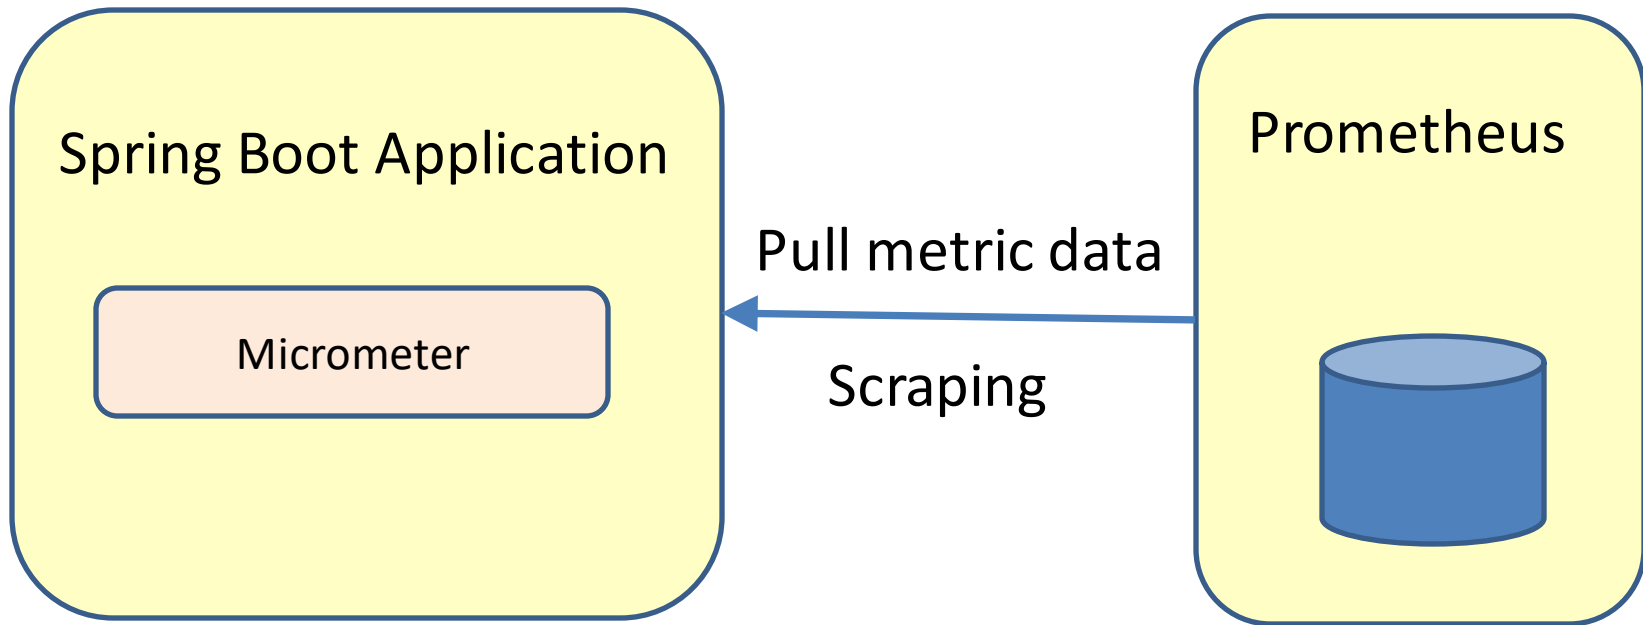 Spring Boot Application
Micrometer
Pull metric data
Scraping
Prometheus